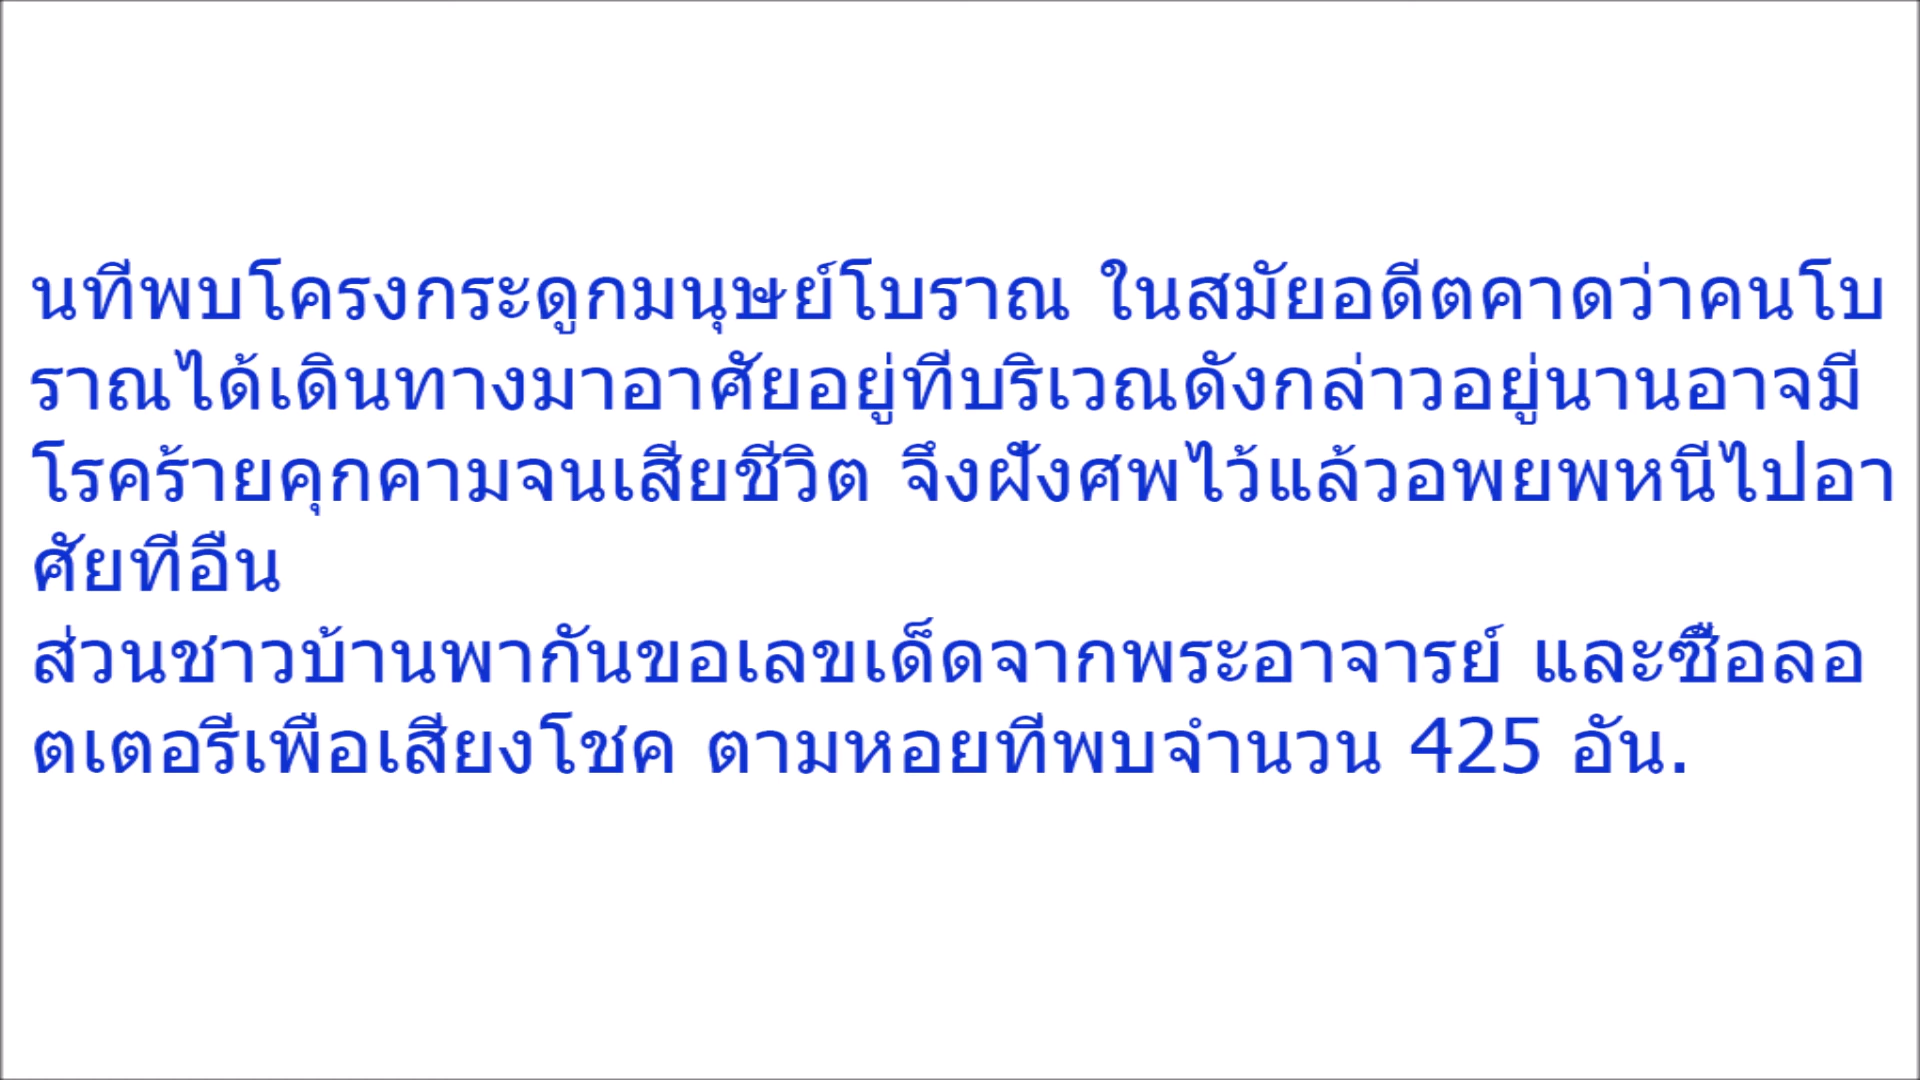 นทีพบโครงกระดูกมนุษย์โบราณ ในสมัยอดีตคาดว่าคนโบ
ราณได้เดินทางมาอาศัยอยู่ทีบริเวณดังกล่าวอยู่นานอาจมี
โรคร้ายคุกคามจนเสียชีวิต จึงฝังศพไว้แล้วอพยพหนีไปอา
ศัยทีอืน
ส่วนชาวบ้านพากันขอเลขเด็ดจากพระอาจารย์ และซือลอ
ตเตอรีเพือเสียงโชค ตามหอยทีพบจำนวน 425 อัน.